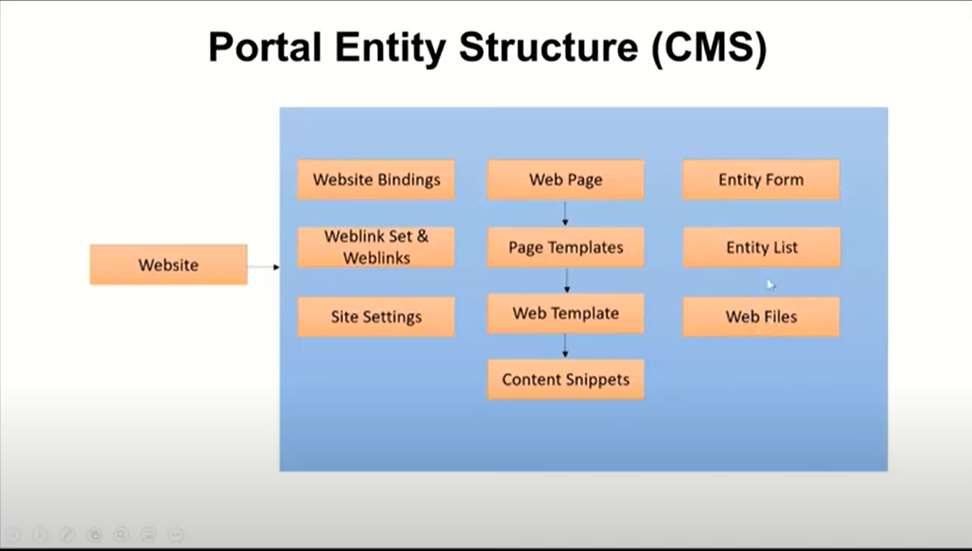 Portal Entity Structure (CMS)
Website
Website Bindings
Weblink Set &
Weblinks
Site Settings
Web Page
Page Templates
Web Template
Content Snippets
Entity Form
Entity List
Web Files